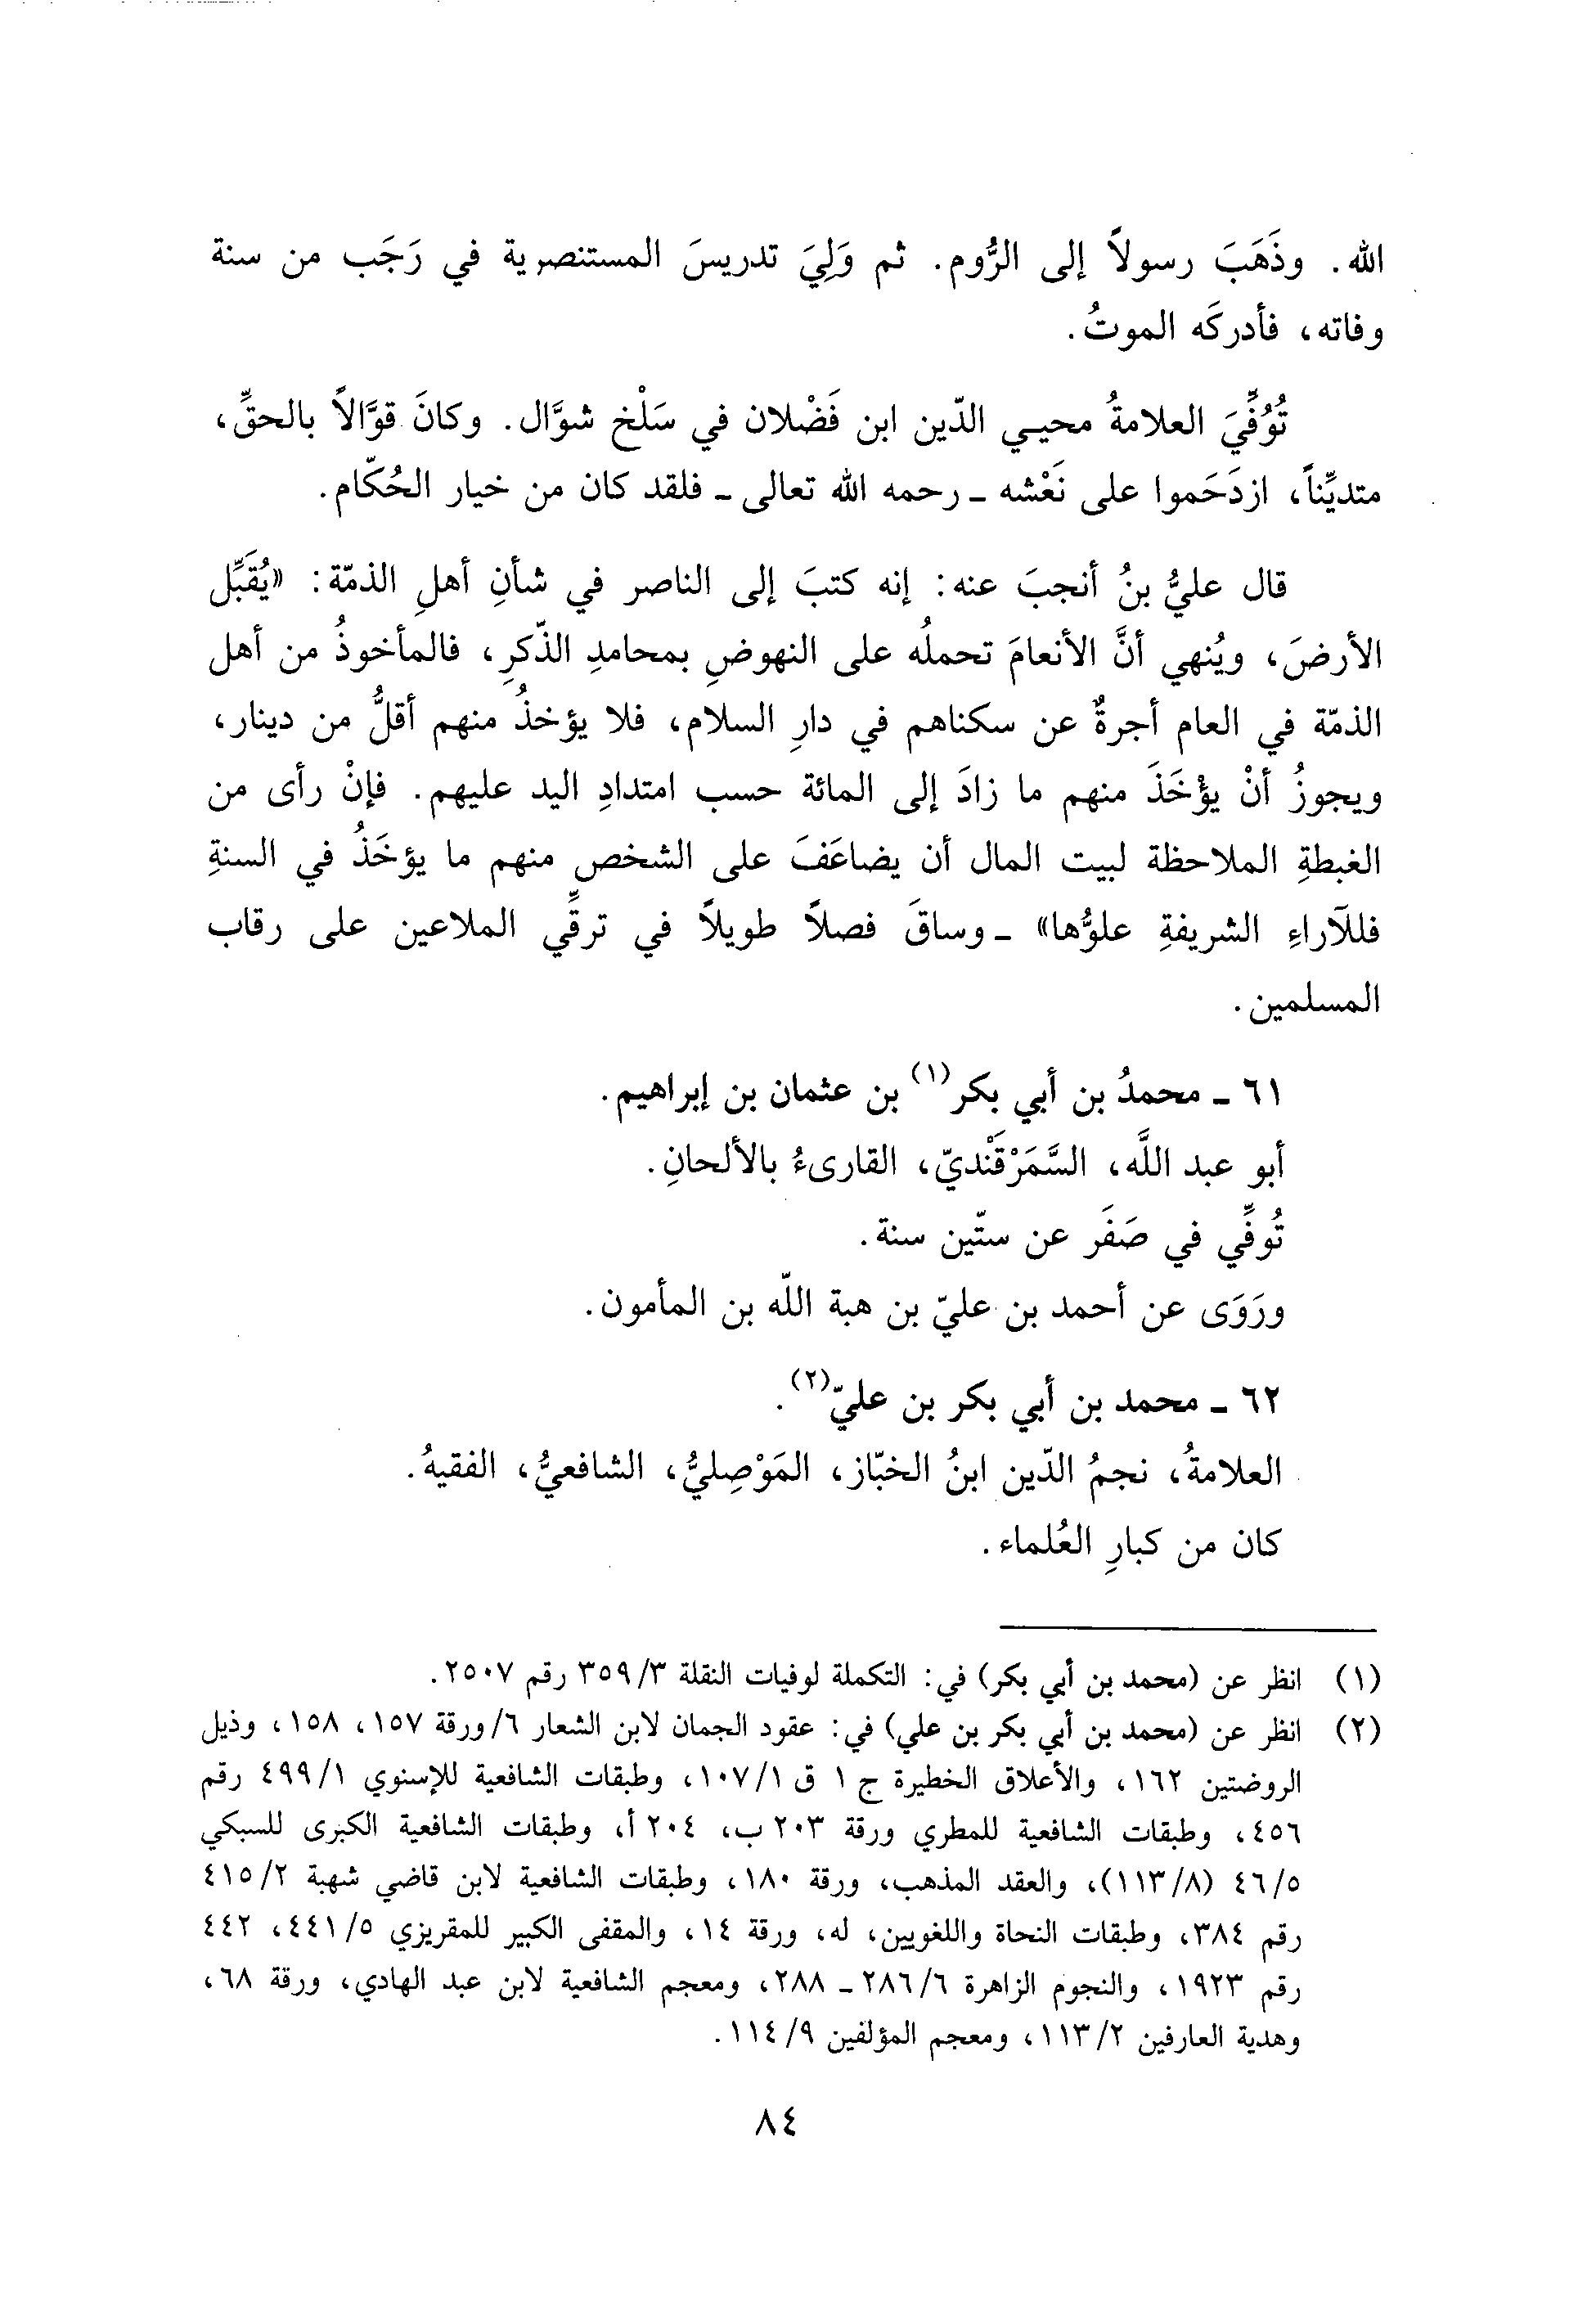 الله. وذَهَبَ رسولاً إلى الرُّوم. ثم وَلِيَ تدريسَ المستنصرية في رَجَب من سنة
وفاته، فأدركَه الموتُ.
تُوُفِّيَ العلامةُ محيـي الدّين ابن فَضْلان في سَلْخ شوَّال. وكانَ قوَّالاً بالحقِّ،
متديِّناً، ازدَحَموا على نَعْشه ـ رحمه الله تعالى ـ فلقد كان من خيار الحُكّام.
قال عليُّ بنُ أنجبَ عنه: إنه كتبَ إلى الناصر في شأنِ أهلِ الذمّة: «يُقَبِّل
الأرضَ، ويُنهي أنَّ الأنعامَ تحملُه على النهوضِ بمحامدِ الذّكرِ، فالمأخوذُ من أهل
الذمّة في العام أجرةٌ عن سكناهم في دارِ السلام، فلا يؤخذُ منهم أقلُّ من دينار،
ويجوزُ أنْ يؤْخَذَ منهم ما زادَ إلى المائة حسب امتدادِ اليد عليهم. فإنْ رأى من
الغبطةِ الملاحظة لبيت المال أن يضاعَفَ على الشخص منهم ما يؤخَذُ في السنةِ
فللآراءِ الشريفةِ علوُّها» ـ وساقَ فصلاً طويلاً في ترقِّي الملاعين على رقاب
المسلمين.
٦١ ـ محمدُ بن أبي بكر(١) بن عثمان بن إبراهيم.
أبو عبد اللَّه، السَّمَرْقَنْديّ، القارىءُ بالألحانِ.
تُوفِّي في صَفَر عن ستّين سنة.
ورَوَى عن أحمد بن عليّ بن هبة اللّه بن المأمون.
٦٢ ـ محمد بن أبي بكر بن عليّ(٢).
العلامةُ، نجمُ الدّين ابنُ الخبّاز، المَوْصِليُّ، الشافعيُّ، الفقيهُ.
كان من كبارِ العُلماء.
(١) انظر عن (محمد بن أبي بكر) في: التكملة لوفيات النقلة ٣/٣٥٩ رقم ٢٥٠٧.
(٢) انظر عن (محمد بن أبي بكر بن علي) في: عقود الجمان لابن الشعار ٦/ورقة ١٥٧، ١٥٨، وذيل
الروضتين ١٦٢، والأعلاق الخطيرة ج ١ ق ١/١٠٧، وطبقات الشافعية للإسنوي ١/٤٩٩ رقم
٤٥٦، وطبقات الشافعية للمطري ورقة ٢٠٣ ب، ٢٠٤ أ، وطبقات الشافعية الكبرى للسبكي
٥/٤٦ (٨/١١٣)، والعقد المذهب، ورقة ١٨٠، وطبقات الشافعية لابن قاضي شهبة ٢/٤١٥
رقم ٣٨٤، وطبقات النحاة واللغويين، له، ورقة ١٤، والمقفى الكبير للمقريزي ٥/٤٤١، ٤٤٢
رقم ١٩٢٣، والنجوم الزاهرة ٦/٢٨٦ ـ ٢٨٨، ومعجم الشافعية لابن عبد الهادي، ورقة ٦٨،
وهدية العارفين ٢/١١٣، ومعجم المؤلفين ٩/١١٤.
٨٤